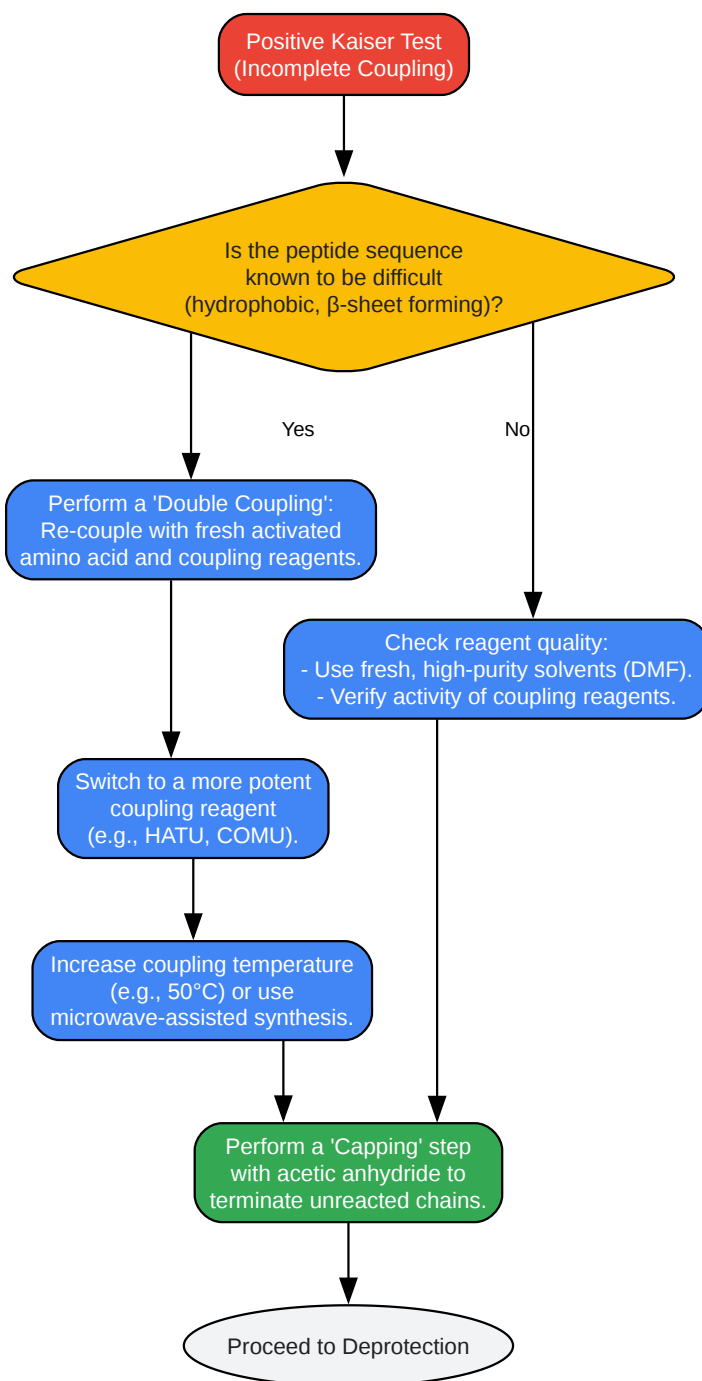 Positive Kaiser Test
(Incomplete Coupling)
Is the peptide sequence
known to be difficult
(hydrophobic, β-sheet forming)?
Yes
No
Perform a 'Double Coupling':
Re-couple with fresh activated
amino acid and coupling reagents.
Check reagent quality:
- Use fresh, high-purity solvents (DMF).
- Verify activity of coupling reagents.
Switch to a more potent
coupling reagent
(e.g., HATU, COMU).
Increase coupling temperature
(e.g., 50°C) or use
microwave-assisted synthesis.
Perform a 'Capping' step
with acetic anhydride to
terminate unreacted chains.
Proceed to Deprotection